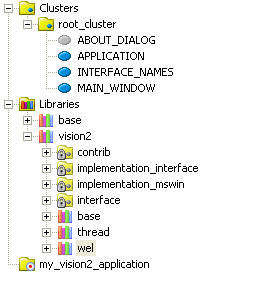 Clusters
root_cluster
ABOUT_DIALOG
APPLICATION
INTERFACE_NAMES
MAIN_WINDOW
Libraries
base
vision2
contrib
implementation_interface
implementation_mswin
interface
base
thread
wel
my_vision2_application